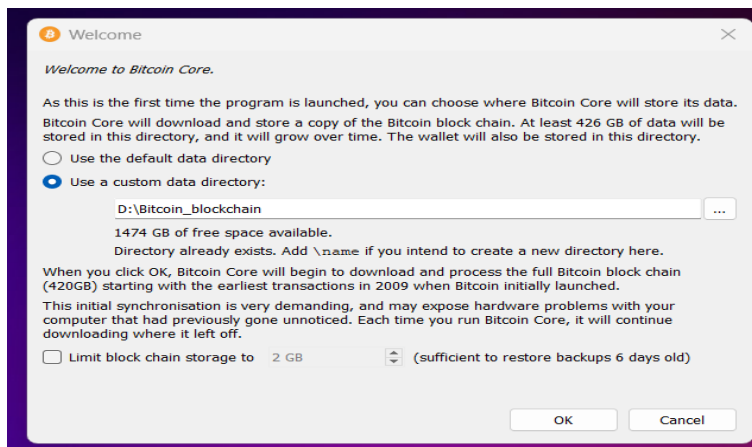 Welcome
Welcome to Bitcoin Core.
As this is the first time the program is launched, you can choose where Bitcoin Core will store its data.
Bitcoin Core will download and store a copy of the Bitcoin block chain. At least 426 GB of data will be
stored in this directory, and it will grow over time. The wallet will also be stored in this directory.
Use the default data directory
Use a custom data directory:
D:\Bitcoin_blockchain
...
1474 GB of free space available.
Directory already exists. Add \name if you intend to create a new directory here.
When you click OK, Bitcoin Core will begin to download and process the full Bitcoin block chain
(420GB) starting with the earliest transactions in 2009 when Bitcoin initially launched.
This initial synchronisation is very demanding, and may expose hardware problems with your
computer that had previously gone unnoticed. Each time you run Bitcoin Core, it will continue
downloading where it left off.
Limit block chain storage to 2 GB (sufficient to restore backups 6 days old)
OK Cancel